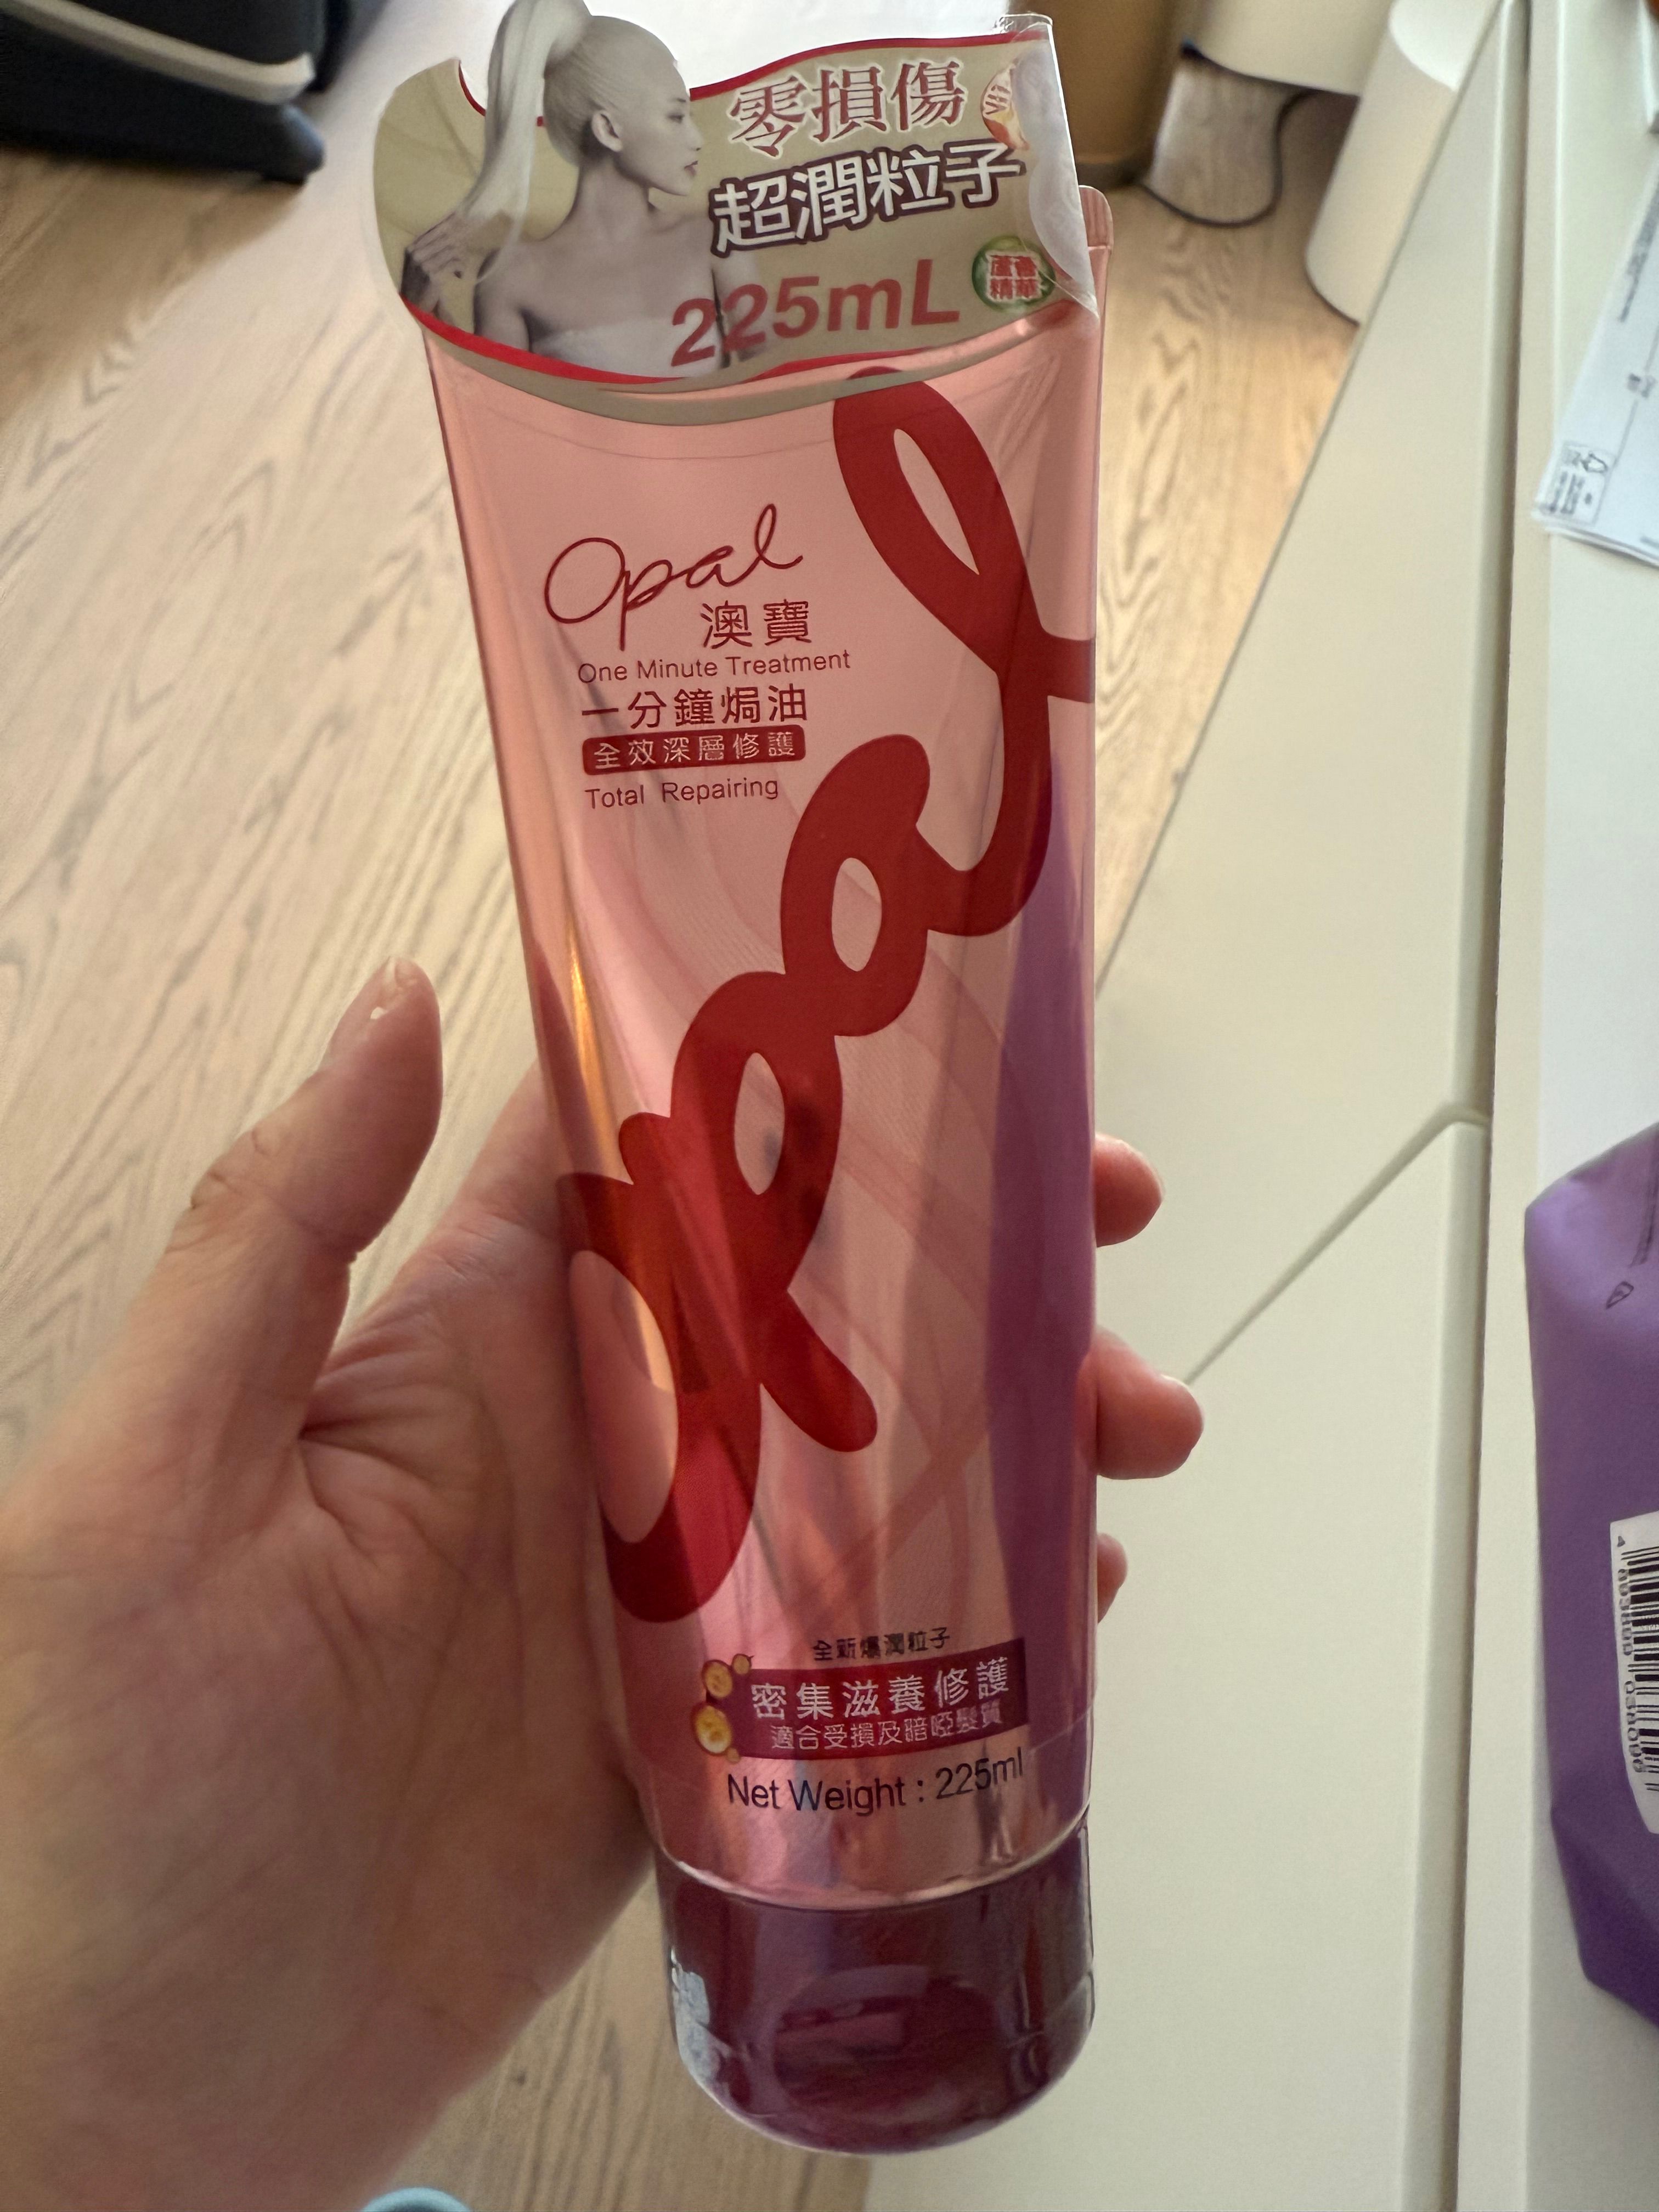 零損傷
超潤粒子
225mL
蘆薈
精華
Opal
澳寶
One Minute Treatment
一分鐘焗油
全效深層修護
Total Repairing
Opal
全新爆潤粒子
密集滋養修護
適合受損及暗啞髮質
Net Weight : 225ml